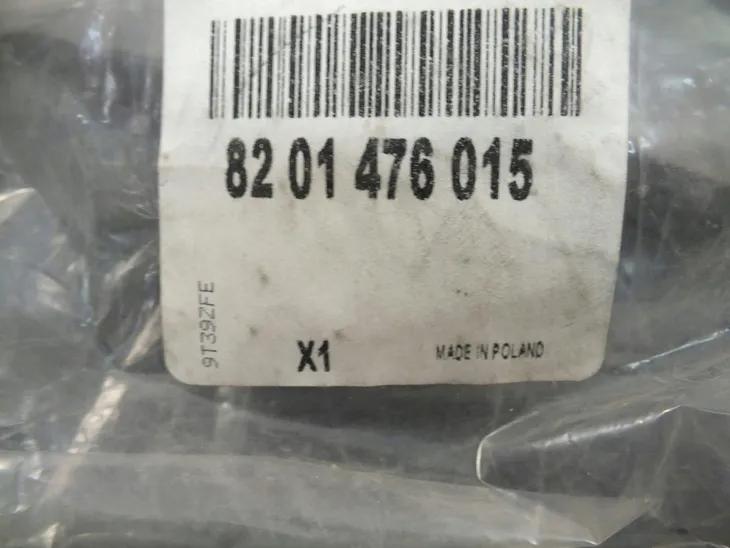 82 01 476 015
9T39ZFE
X1
MADE IN POLAND